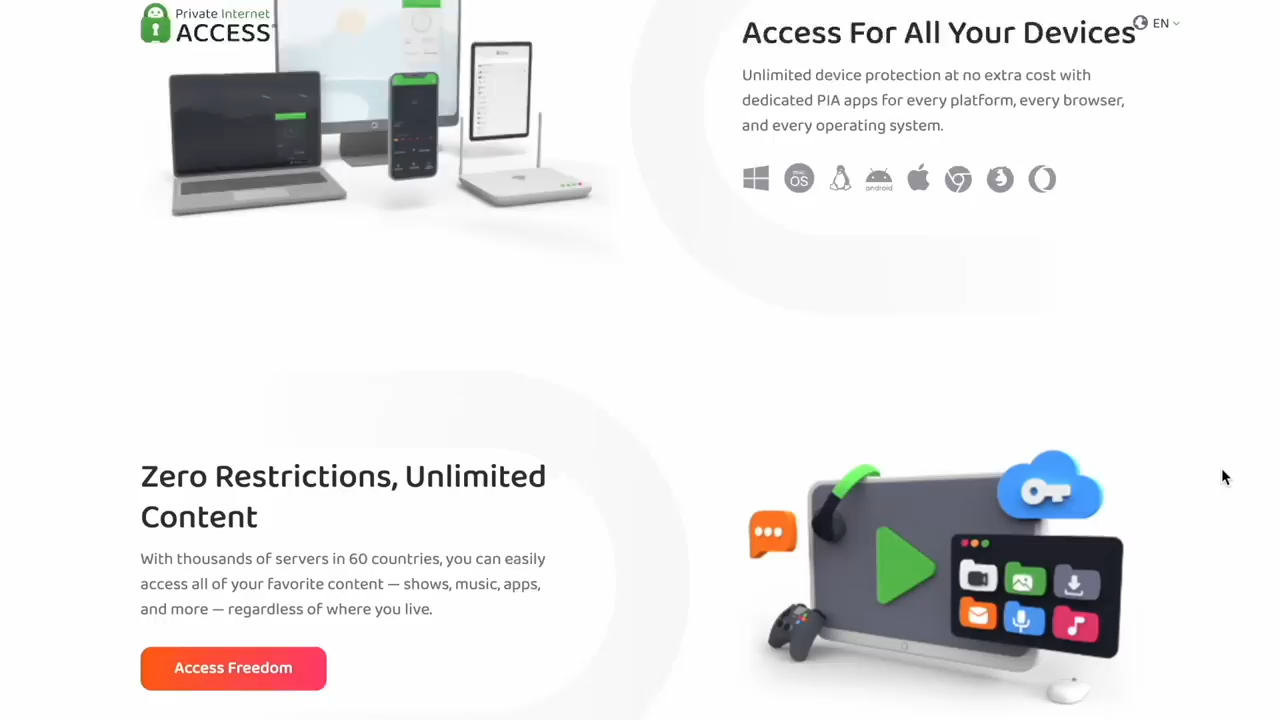 Private Internet
ACCESS
EN
Access For All Your Devices
Unlimited device protection at no extra cost with
dedicated PIA apps for every platform, every browser,
and every operating system.
macOS
android
Zero Restrictions, Unlimited
Content
With thousands of servers in 60 countries, you can easily
access all of your favorite content — shows, music, apps,
and more — regardless of where you live.
Access Freedom